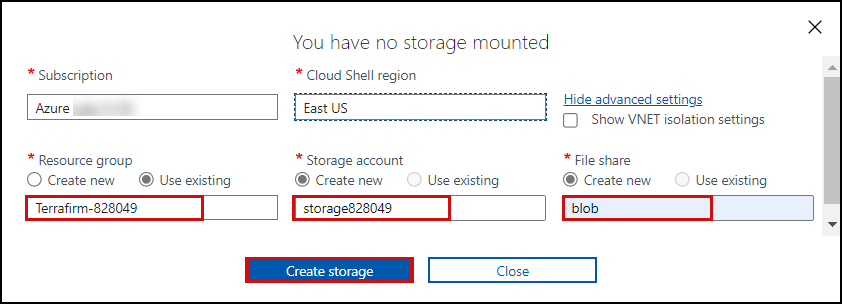 You have no storage mounted
* Subscription
* Cloud Shell region
Azure
East US
Hide advanced settings
Show VNET isolation settings
* Resource group
* Storage account
* File share
Create new
Use existing
Create new
Use existing
Create new
Use existing
Terrafirm-828049
storage828049
blob
Create storage
Close